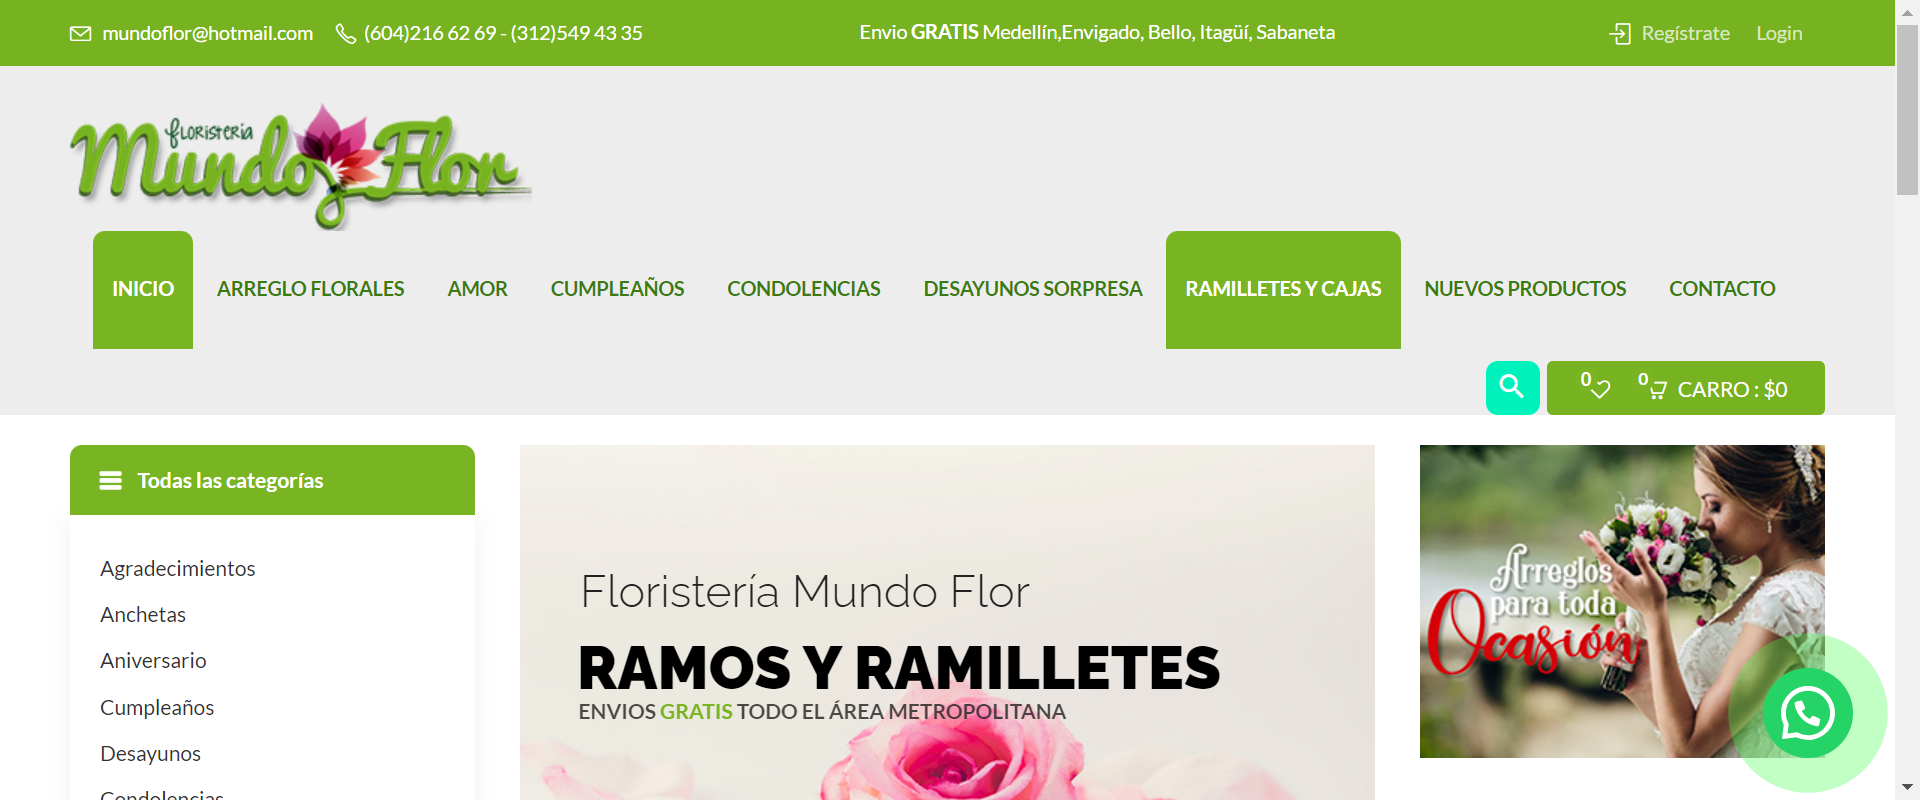 mundoflor@hotmail.com
(604)216 62 69 - (312)549 43 35
Envio GRATIS Medellín,Envigado, Bello, Itagüí, Sabaneta
Regístrate
Login
floristería
Mundo Flor
INICIO
ARREGLO FLORALES
AMOR
CUMPLEAÑOS
CONDOLENCIAS
DESAYUNOS SORPRESA
RAMILLETES Y CAJAS
NUEVOS PRODUCTOS
CONTACTO
0
0
CARRO : $0
Todas las categorías
Agradecimientos
Anchetas
Aniversario
Cumpleaños
Desayunos
Condolencias
Floristería Mundo Flor
RAMOS Y RAMILLETES
ENVIOS GRATIS TODO EL ÁREA METROPOLITANA
Arreglos
para toda
Ocasión